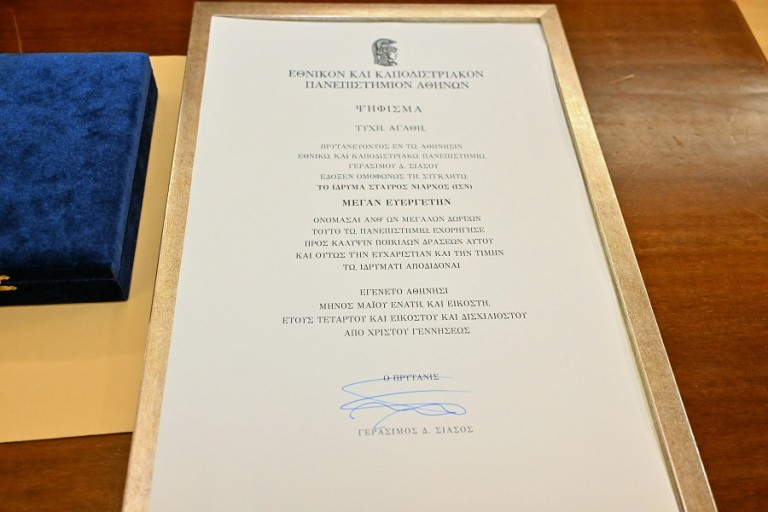 ΕΘΝΙΚΟΝ ΚΑΙ ΚΑΠΟΔΙΣΤΡΙΑΚΟΝ
ΠΑΝΕΠΙΣΤΗΜΙΟΝ ΑΘΗΝΩΝ
ΨΗΦΙΣΜΑ
ΤΥΧΗͺ ΑΓΑΘΗͺ
ΠΡΥΤΑΝΕΥΟΝΤΟΣ ΕΝ ΤΩͺ ΑΘΗΝΗΣΙΝ
ΕΘΝΙΚΩͺ ΚΑΙ ΚΑΠΟΔΙΣΤΡΙΑΚΩͺ ΠΑΝΕΠΙΣΤΗΜΙΩͺ
ΓΕΡΑΣΙΜΟΥ Δ. ΣΙΑΣΟΥ
ΕΔΟΞΕΝ ΟΜΟΦΩΝΩΣ ΤΗͺ ΣΥΓΚΛΗΤΩͺ
ΤΟ ΙΔΡΥΜΑ ΣΤΑΥΡΟΣ ΝΙΑΡΧΟΣ (ΙΣΝ)
ΜΕΓΑΝ ΕΥΕΡΓΕΤΗΝ
ΟΝΟΜΑΣΑΙ ΑΝΘ' ΩΝ ΜΕΓΑΛΩΝ ΔΩΡΕΩΝ
ΤΟΥΤΟ ΤΩͺ ΠΑΝΕΠΙΣΤΗΜΙΩͺ ΕΧΟΡΗΓΗΣΕ
ΠΡΟΣ ΚΑΛΥΨΙΝ ΠΟΙΚΙΛΩΝ ΔΡΑΣΕΩΝ ΑΥΤΟΥ
ΚΑΙ ΟΥΤΩΣ ΤΗΝ ΕΥΧΑΡΙΣΤΙΑΝ ΚΑΙ ΤΗΝ ΤΙΜΗΝ
ΤΩͺ ΙΔΡΥΜΑΤΙ ΑΠΟΔΙΔΟΝΑΙ
ΕΓΕΝΕΤΟ ΑΘΗΝΗΣΙ
ΜΗΝΟΣ ΜΑΪΟΥ ΕΝΑΤΗͺ ΚΑΙ ΕΙΚΟΣΤΗͺ
ΕΤΟΥΣ ΤΕΤΑΡΤΟΥ ΚΑΙ ΕΙΚΟΣΤΟΥ ΚΑΙ ΔΙΣΧΙΛΙΟΣΤΟΥ
ΑΠΟ ΧΡΙΣΤΟΥ ΓΕΝΝΗΣΕΩΣ
Ο ΠΡΥΤΑΝΙΣ
ΓΕΡΑΣΙΜΟΣ Δ. ΣΙΑΣΟΣ